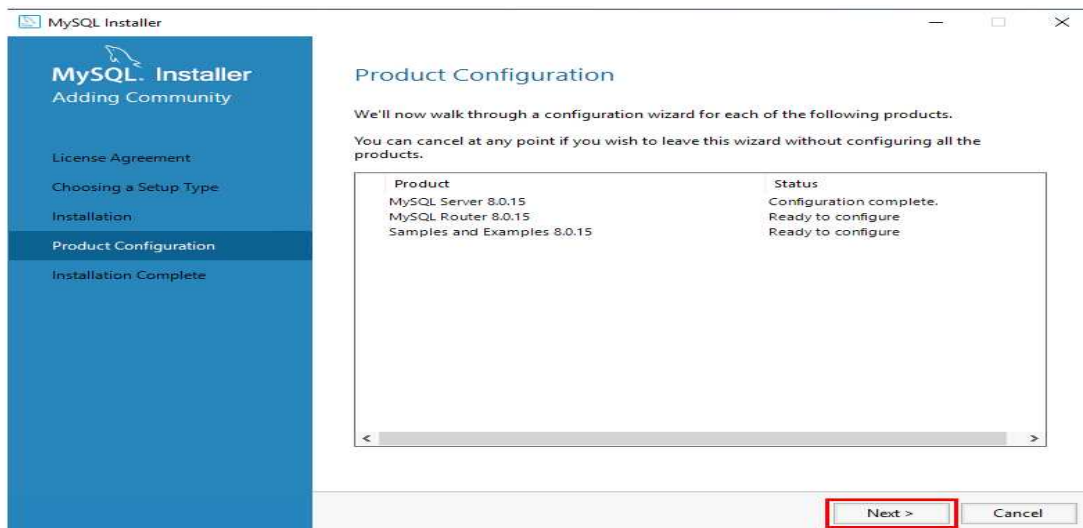 MySQL Installer
MySQL. Installer
Adding Community
License Agreement
Choosing a Setup Type
Installation
Product Configuration
Installation Complete
Product Configuration
We'll now walk through a configuration wizard for each of the following products.
You can cancel at any point if you wish to leave this wizard without configuring all the
products.
Product Status
MySQL Server 8.0.15 Configuration complete.
MySQL Router 8.0.15 Ready to configure
Samples and Examples 8.0.15 Ready to configure
Next > Cancel